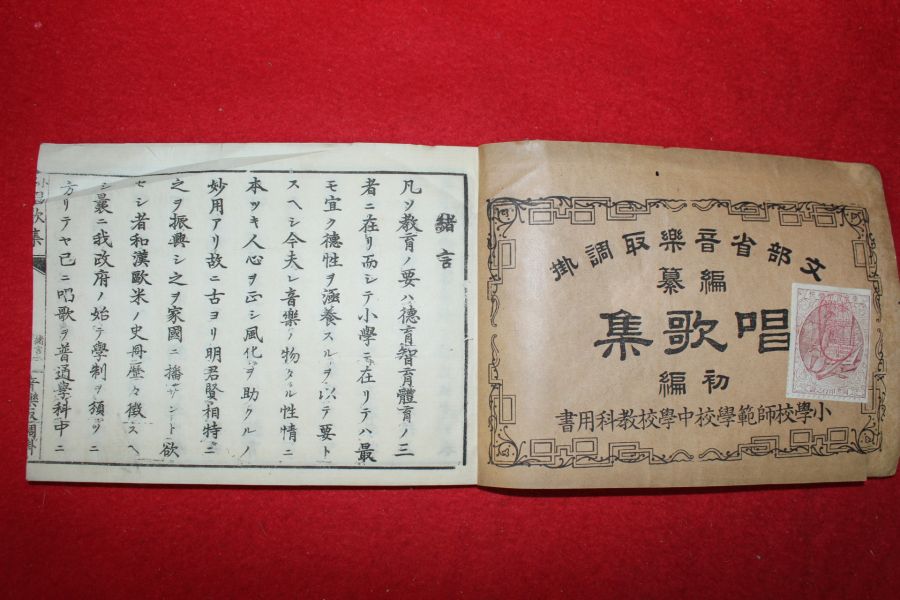 文部省音樂取調掛
編纂
唱歌集
初編
小學校師範學校中學校教科用書
緒言
凡ソ教育ノ要ハ德育智育體育ノ三
者ニ在リ而シテ小學ニ在リテハ最
モ宜ク德性ヲ涵養スルヲ以テ要ト
スヘシ今夫レ音樂ノ物タル性情ニ
本ツキ人心ヲ正シ風化ヲ助クルノ
妙用アリ故ニ古ヨリ明君賢相特ニ
之ヲ振興シ之ヲ家國ニ播サント欲
セシ者和漢歐米ノ史冊歷々徵スヘ
シ曩ニ我政府ノ始テ學制ヲ頒ツニ
方リテヤ已ニ唱歌ヲ普通學科中ニ